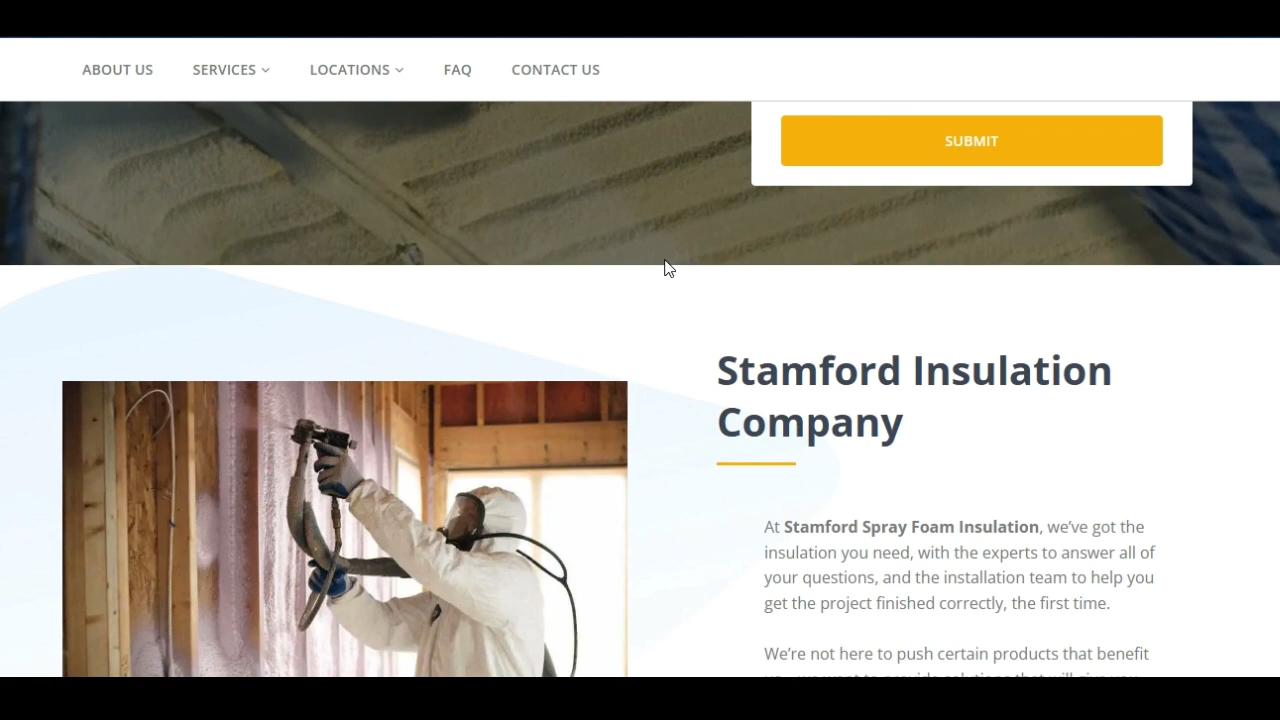 ABOUT US SERVICES LOCATIONS FAQ CONTACT US
SUBMIT
Stamford Insulation
Company
At Stamford Spray Foam Insulation, we’ve got the
insulation you need, with the experts to answer all of
your questions, and the installation team to help you
get the project finished correctly, the first time.
We’re not here to push certain products that benefit